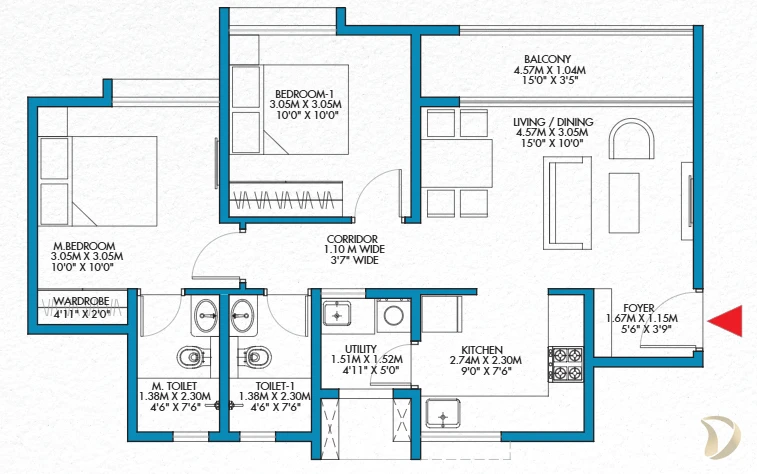 BALCONY
4.57M X 1.04M
15'0" X 3'5"
BEDROOM-1
3.05M X 3.05M
10'0" X 10'0"
LIVING / DINING
4.57M X 3.05M
15'0" X 10'0"
M.BEDROOM
3.05M X 3.05M
10'0" X 10'0"
CORRIDOR
1.10 M WIDE
3'7" WIDE
WARDROBE
4'11" X 2'0"
FOYER
1.67M X 1.15M
5'6" X 3'9"
UTILITY
1.51M X 1.52M
4'11" X 5'0"
KITCHEN
2.74M X 2.30M
9'0" X 7'6"
M. TOILET
1.38M X 2.30M
4'6" X 7'6"
TOILET-1
1.38M X 2.30M
4'6" X 7'6"